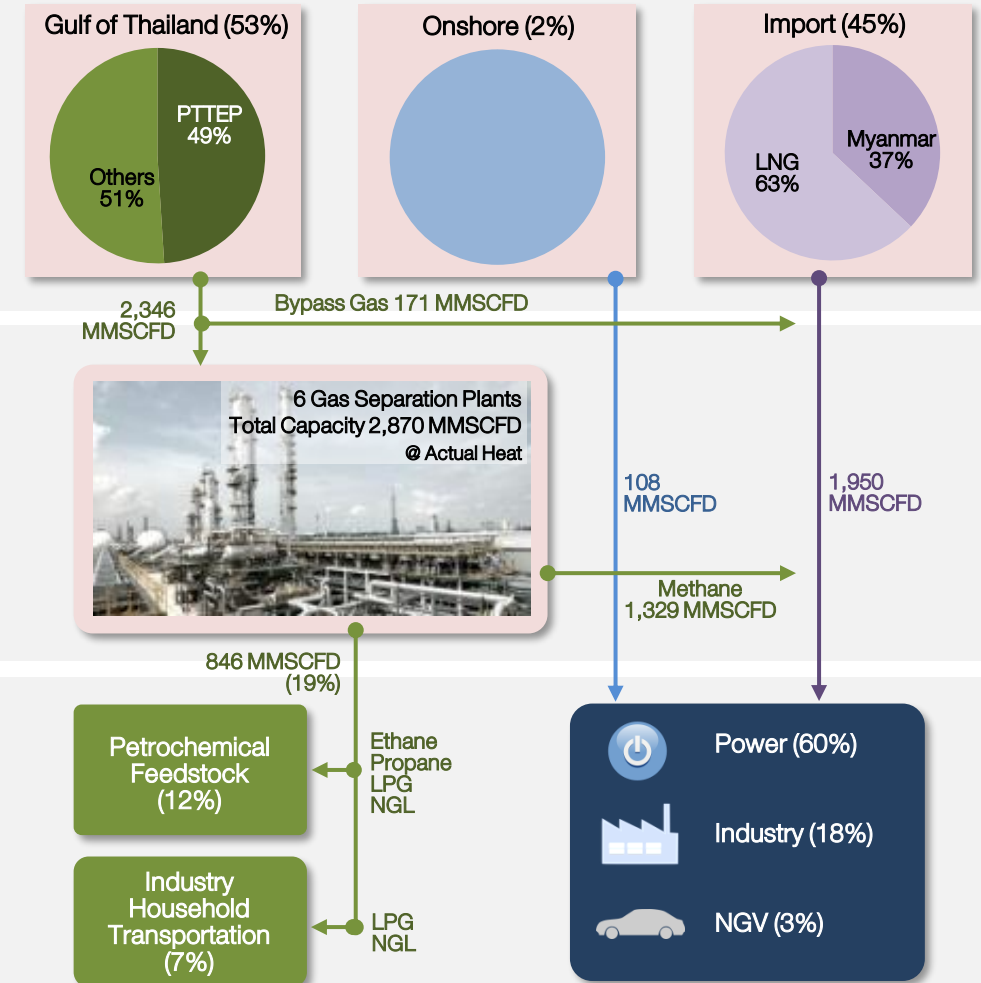 Gulf of Thailand (53%)
Onshore (2%)
Import (45%)
PTTEP
49%
Others
51%
Myanmar
37%
LNG
63%
2,346
MMSCFD
Bypass Gas 171 MMSCFD
6 Gas Separation Plants
Total Capacity 2,870 MMSCFD
@ Actual Heat
108
MMSCFD
1,950
MMSCFD
Methane
1,329 MMSCFD
846 MMSCFD
(19%)
Petrochemical
Feedstock
(12%)
Ethane
Propane
LPG
NGL
Industry
Household
Transportation
(7%)
LPG
NGL
Power (60%)
Industry (18%)
NGV (3%)